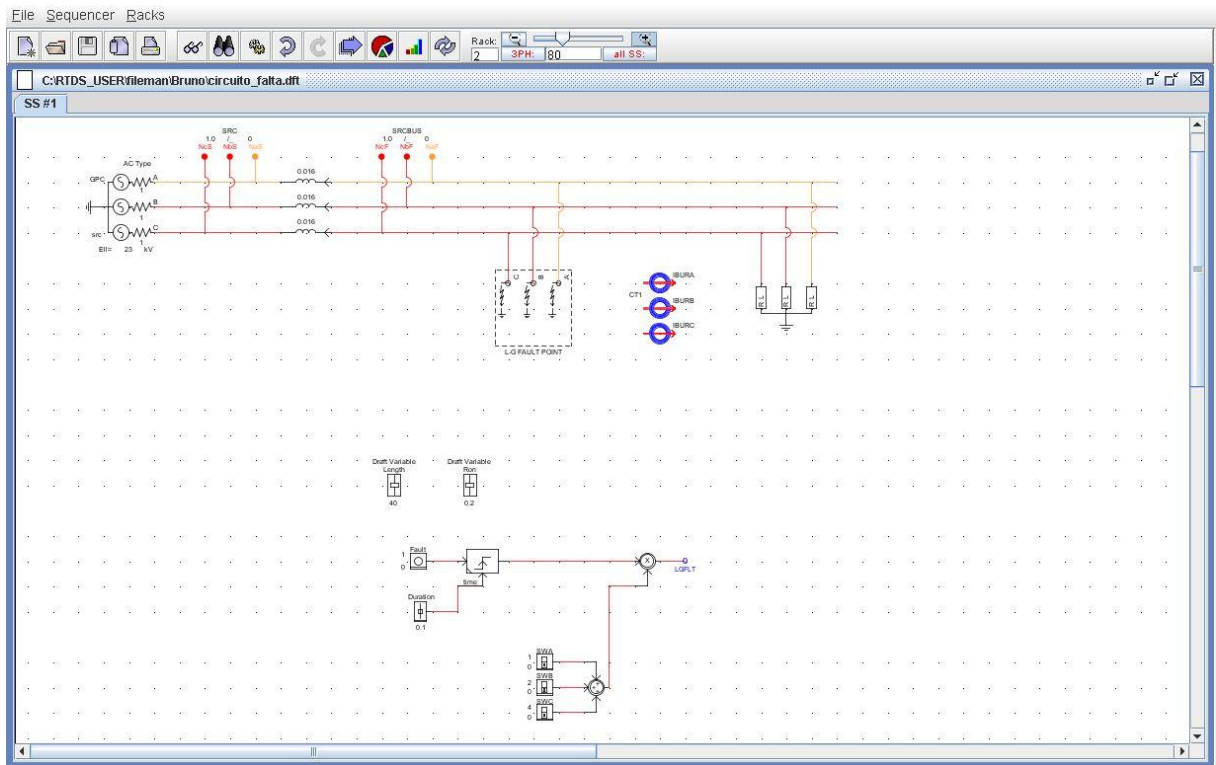 File Sequencer Racks
Rack:
2 3PH: 80 all SS:
C:\RTDS_USER\fileman\Bruno\circuito_falta.dft
SS #1
SRC
1.0 /_ 0
NcS NbS NaS
SRCBUS
1.0 /_ 0
NcF NbF NaF
AC Type
GPC
A
1
0.016
B
1
0.016
C
1
0.016
src
Ell= 23 kV
C B A
L-G FAULT POINT
CT1
IBURA
IBURB
IBURC
R L R L R L
Draft Variable
Length
40
Draft Variable
Ron
0.2
Fault
1
0
time
X
LGFLT
Duration
0.1
SWA
1
0
SWB
2
0
SWC
4
0